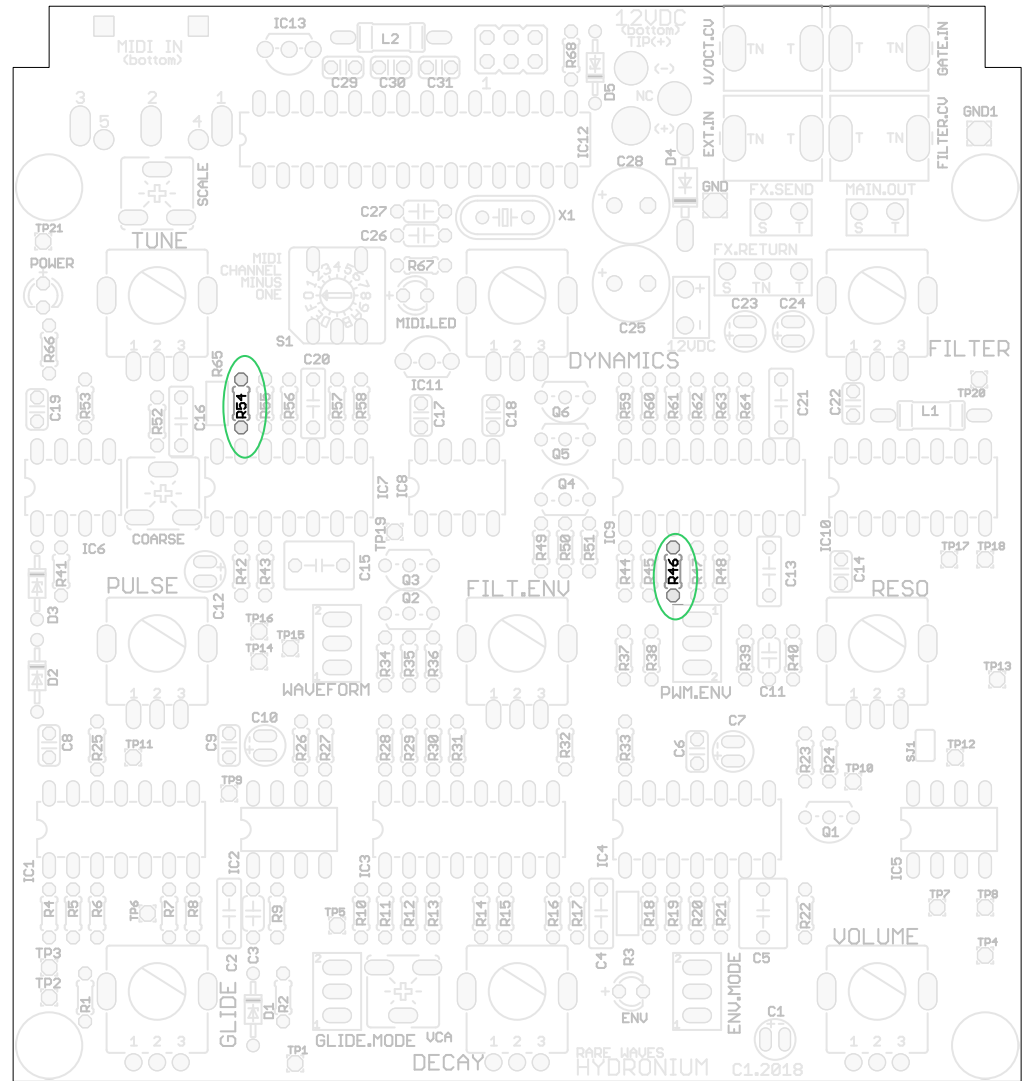 IC13
L2
12VDC
(bottom)
TIP(+)
MIDI IN
(bottom)
R68
V/OCT.CV
TN
T
T
TN
GATE.IN
C29
C30
C31
1
D5
(-)
NC
(+)
3
2
1
5
4
IC12
EXT.IN
TN
T
T
TN
FILTER.CV
GND1
D4
C28
SCALE
GND
FX.SEND
S
T
MAIN.OUT
S
T
C27
C26
X1
TP21
TUNE
POWER
R67
MIDI
CHANNEL
MINUS
ONE
S1
MIDI.LED
FX.RETURN
S
TN
T
C23
C24
C25
12VDC
R66
1 2 3
1 2 3
1 2 3
DYNAMICS
FILTER
IC11
R65
C20
TP20
C19
R53
R52
C16
R54
R55
R56
R57
R58
C17
C18
Q6
R59
R60
R61
R62
R63
R64
C21
C22
L1
Q5
IC7
IC8
Q4
IC6
COARSE
TP19
IC9
IC10
R49
R50
R51
D3
R41
PULSE
C12
R42
R43
C15
Q3
FILT.ENV
R44
R45
R46
R47
R48
C13
C14
TP17
TP18
RESO
Q2
TP16
TP15
TP14
2
1
WAVEFORM
R34
R35
R36
R37
R38
2
1
PWM.ENV
R39
C11
R40
TP13
D2
1 2 3
1 2 3
1 2 3
C8
R25
TP11
C9
C10
R26
R27
R28
R29
R30
R31
R32
R33
C6
C7
R23
R24
SJ1
TP12
TP10
TP9
Q1
IC1
IC2
IC3
IC4
IC5
R4
R5
R6
TP6
R7
R8
C2
C3
R9
TP5
R10
R11
R12
R13
R14
R15
R16
R17
C4
R3
R18
R19
R20
R21
C5
R22
TP7
TP8
VOLUME
TP3
TP2
R1
TP4
GLIDE
D1
R2
2
1
GLIDE.MODE
VCA
ENV
2
1
ENV.MODE
C1
1 2 3
1 2 3
1 2 3
TP1
DECAY
RARE WAVES
HYDRONIUM
C1.2018